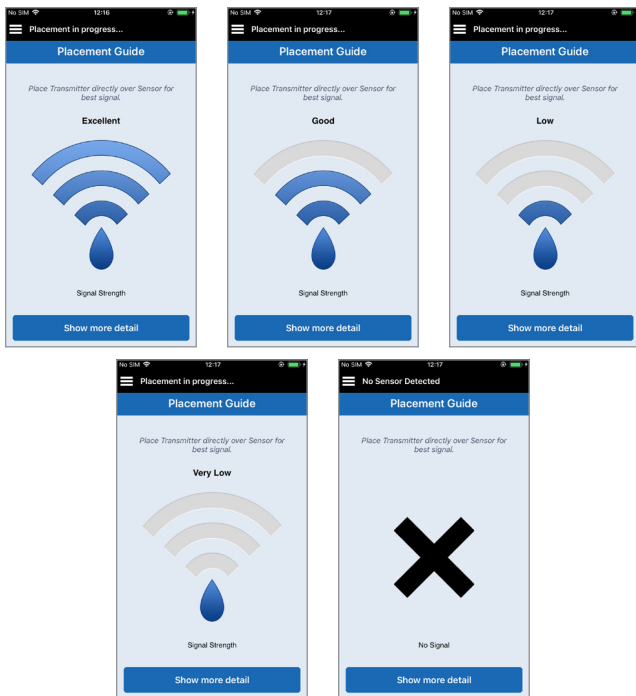 No SIM 12:16
Placement in progress...
Placement Guide
Place Transmitter directly over Sensor for
best signal.
Excellent
Signal Strength
Show more detail
No SIM 12:17
Placement in progress...
Placement Guide
Place Transmitter directly over Sensor for
best signal.
Good
Signal Strength
Show more detail
No SIM 12:17
Placement in progress...
Placement Guide
Place Transmitter directly over Sensor for
best signal.
Low
Signal Strength
Show more detail
No SIM 12:17
Placement in progress...
Placement Guide
Place Transmitter directly over Sensor for
best signal.
Very Low
Signal Strength
Show more detail
No SIM 12:17
No Sensor Detected
Placement Guide
Place Transmitter directly over Sensor for
best signal.
No Signal
Show more detail